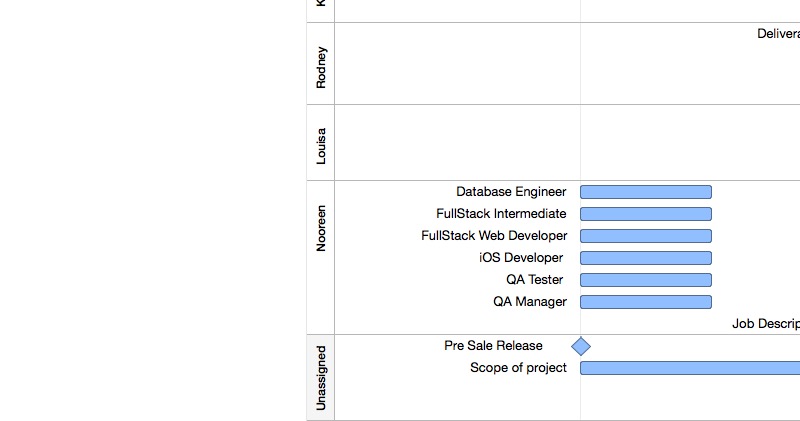 K
Rodney
Delivera
Louisa
Nooreen
Database Engineer
FullStack Intermediate
FullStack Web Developer
iOS Developer
QA Tester
QA Manager
Job Descrip
Unassigned
Pre Sale Release
Scope of project